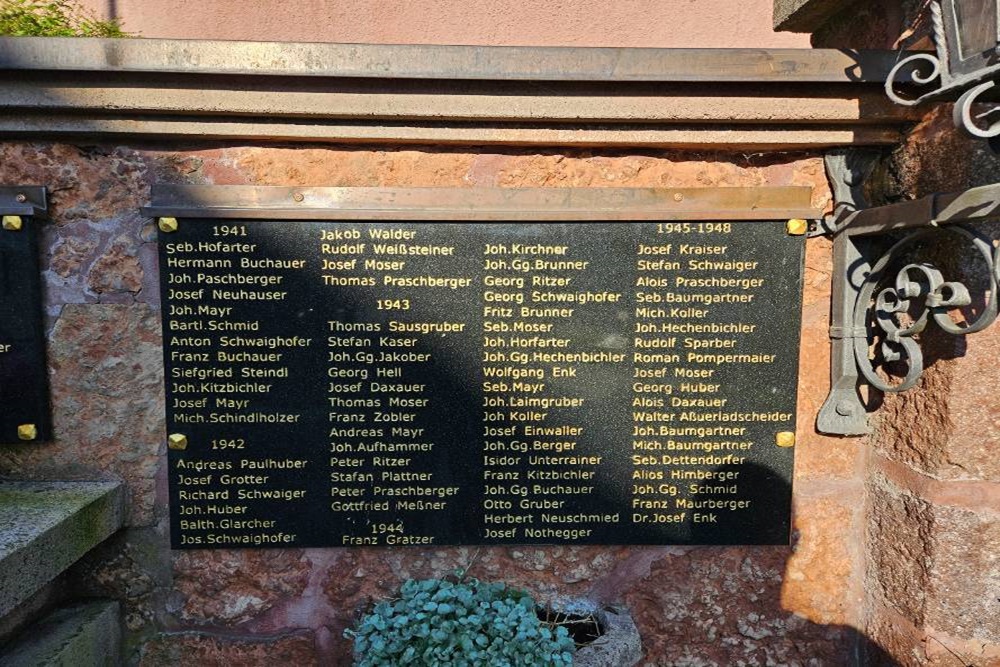 1941
Seb.Hofarter
Hermann Buchauer
Joh.Paschberger
Josef Neuhauser
Joh.Mayr
Bartl.Schmid
Anton Schwaighofer
Franz Buchauer
Siefgried Steindl
Joh.Kitzbichler
Josef Mayr
Mich.Schindlholzer
1942
Andreas Paulhuber
Josef Grotter
Richard Schwaiger
Joh.Huber
Balth.Glarcher
Jos.Schwaighofer
Jakob Walder
Rudolf Weißsteiner
Josef Moser
Thomas Praschberger
1943
Thomas Sausgruber
Stefan Kaser
Joh.Gg.Jakober
Georg Hell
Josef Daxauer
Thomas Moser
Franz Zobler
Andreas Mayr
Joh.Aufhammer
Peter Ritzer
Stafan Plattner
Peter Praschberger
Gottfried Meßner
1944
Franz Gratzer
Joh.Kirchner
Joh.Gg.Brunner
Georg Ritzer
Georg Schwaighofer
Fritz Brunner
Seb.Moser
Joh.Horfarter
Joh.Gg.Hechenbichler
Wolfgang Enk
Seb.Mayr
Joh.Laimgruber
Joh Koller
Josef Einwaller
Joh.Gg.Berger
Isidor Unterrainer
Franz Kitzbichler
Joh.Gg.Buchauer
Otto Gruber
Herbert Neuschmied
Josef Nothegger
1945-1948
Josef Kraiser
Stefan Schwaiger
Alois Praschberger
Seb.Baumgartner
Mich.Koller
Joh.Hechenbichler
Rudolf Sparber
Roman Pompermaier
Josef Moser
Georg Huber
Alois Daxauer
Walter Aßuerladscheider
Joh.Baumgartner
Mich.Baumgartner
Seb.Dettendorfer
Alios Himberger
Joh.Gg. Schmid
Franz Maurberger
Dr.Josef Enk